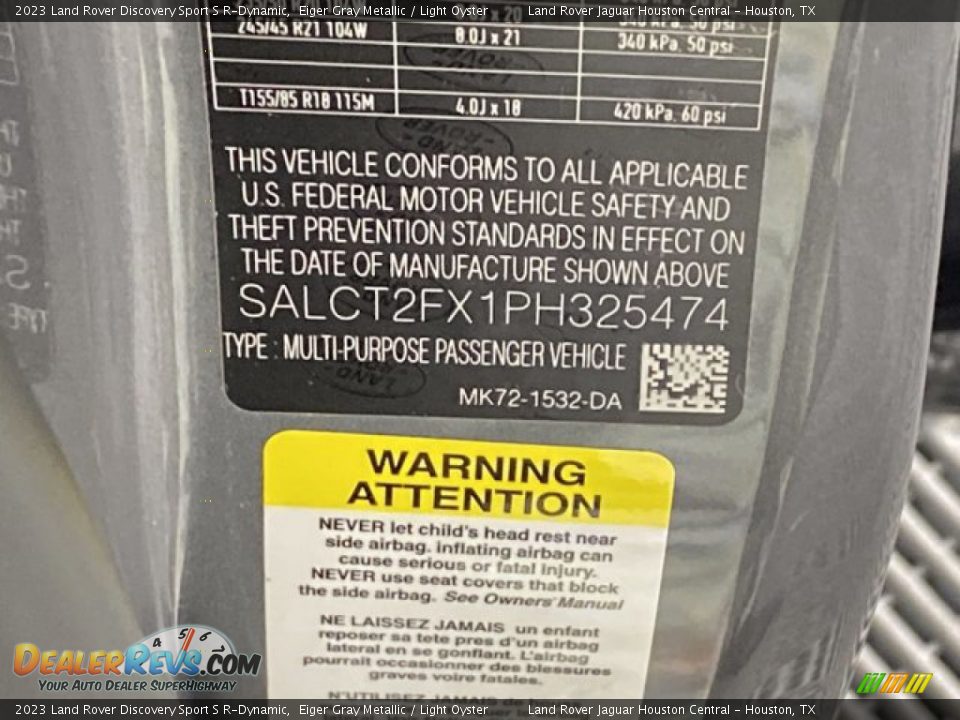 2023 Land Rover Discovery Sport S R-Dynamic, Eiger Gray Metallic / Light Oyster Land Rover Jaguar Houston Central - Houston, TX
245/45 R21 104W 8.0J x 21 340 kPa. 50 psi
T155/85 R18 115M 4.0J x 18 420 kPa. 60 psi
THIS VEHICLE CONFORMS TO ALL APPLICABLE
U.S. FEDERAL MOTOR VEHICLE SAFETY AND
THEFT PREVENTION STANDARDS IN EFFECT ON
THE DATE OF MANUFACTURE SHOWN ABOVE
SALCT2FX1PH325474
TYPE : MULTI-PURPOSE PASSENGER VEHICLE
MK72-1532-DA
WARNING
ATTENTION
NEVER let child's head rest near
side airbag. inflating airbag can
cause serious or fatal injury.
NEVER use seat covers that block
the side airbag. See Owners' Manual
NE LAISSEZ JAMAIS un enfant
reposer sa tete pres d'un airbag
lateral en se gonflant. L'airbag
pourrait occasionner des blessures
graves voire fatales.
N'UTILISEZ JAMAIS de
4 5 6
DEALERREVS.COM
YOUR AUTO DEALER SUPERHIGHWAY
2023 Land Rover Discovery Sport S R-Dynamic, Eiger Gray Metallic / Light Oyster Land Rover Jaguar Houston Central - Houston, TX